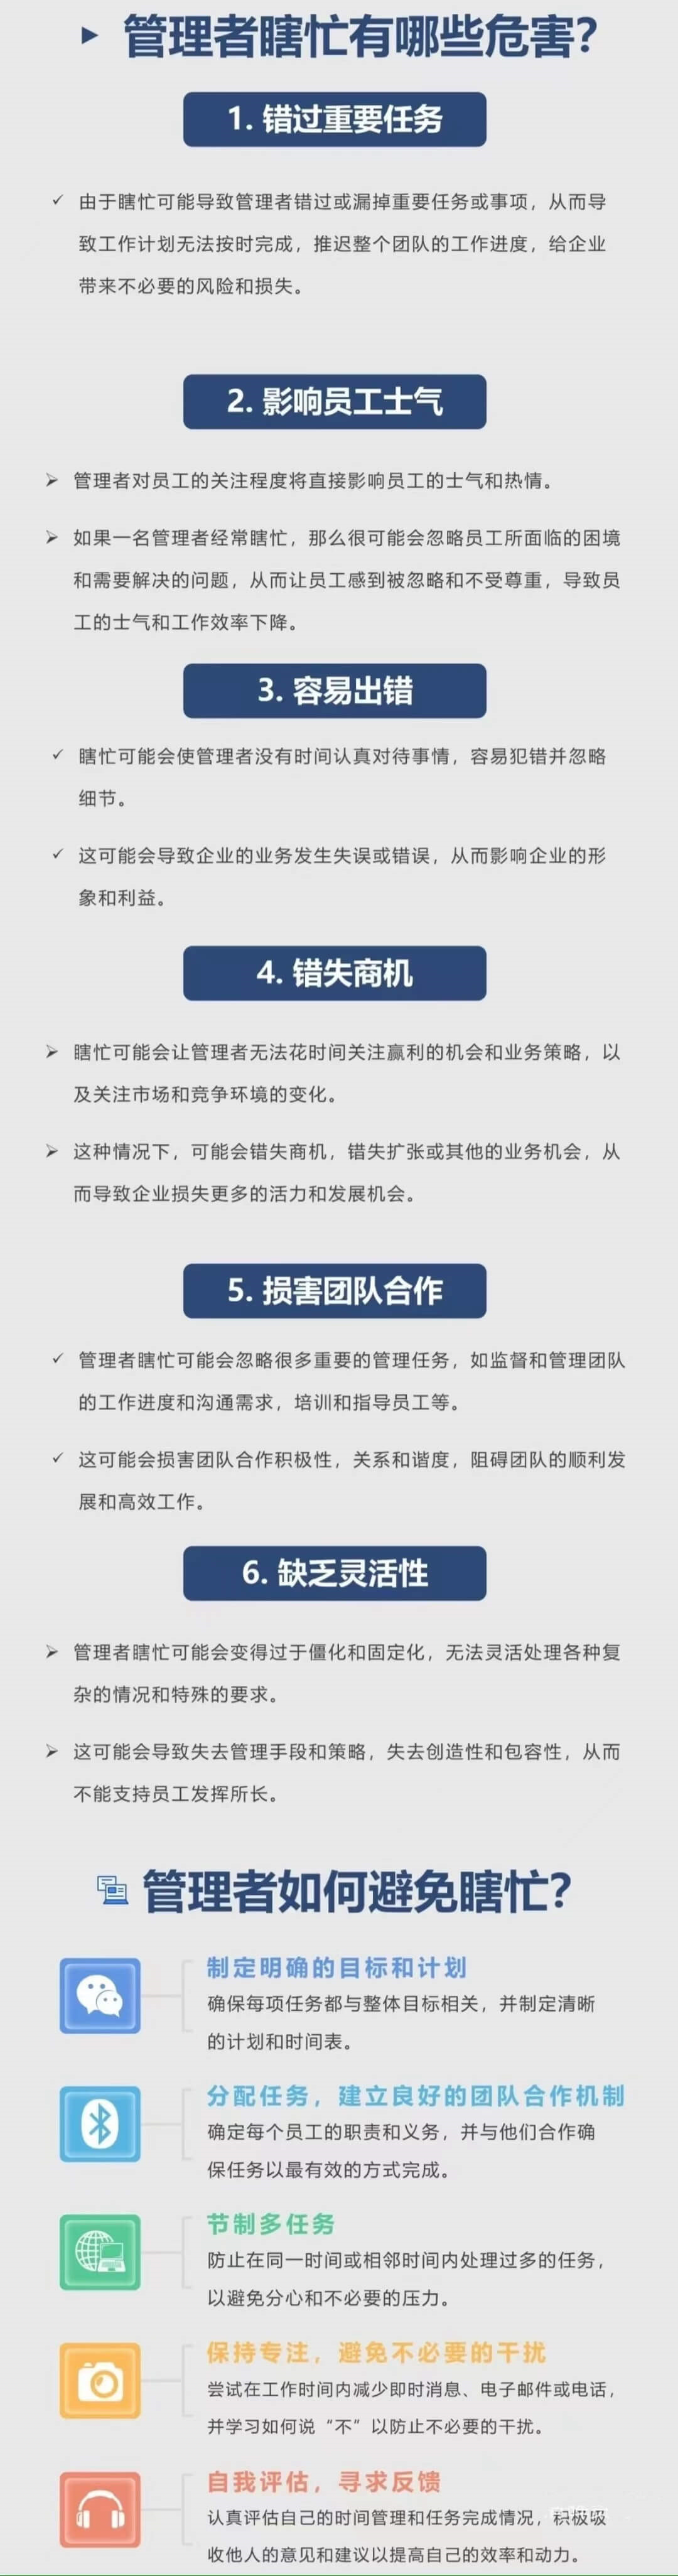 管理者瞎忙有哪些危害？
1. 错过重要任务
由于瞎忙可能导致管理者错过或漏掉重要任务或事项，从而导
致工作计划无法按时完成，推迟整个团队的工作进度，给企业
带来不必要的风险和损失。
2. 影响员工士气
管理者对员工的关注程度将直接影响员工的士气和热情。
如果一名管理者经常瞎忙，那么很可能会忽略员工所面临的困境
和需要解决的问题，从而让员工感到被忽略和不受尊重，导致员
工的士气和工作效率下降。
3. 容易出错
瞎忙可能会使管理者没有时间认真对待事情，容易犯错并忽略
细节。
这可能会导致企业的业务发生失误或错误，从而影响企业的形
象和利益。
4. 错失商机
瞎忙可能会让管理者无法花时间关注赢利的机会和业务策略，以
及关注市场和竞争环境的变化。
这种情况下，可能会错失商机，错失扩张或其他的业务机会，从
而导致企业损失更多的活力和发展机会。
5. 损害团队合作
管理者瞎忙可能会忽略很多重要的管理任务，如监督和管理团队
的工作进度和沟通需求，培训和指导员工等。
这可能会损害团队合作积极性，关系和谐度，阻碍团队的顺利发
展和高效工作。
6. 缺乏灵活性
管理者瞎忙可能会变得过于僵化和固定化，无法灵活处理各种复
杂的情况和特殊的要求。
这可能会导致失去管理手段和策略，失去创造性和包容性，从而
不能支持员工发挥所长。
管理者如何避免瞎忙？
制定明确的目标和计划
确保每项任务都与整体目标相关，并制定清晰
的计划和时间表。
分配任务，建立良好的团队合作机制
确定每个员工的职责和义务，并与他们合作确
保任务以最有效的方式完成。
节制多任务
防止在同一时间或相邻时间内处理过多的任务，
以避免分心和不必要的压力。
保持专注，避免不必要的干扰
尝试在工作时间内减少即时消息、电子邮件或电话，
并学习如何说“不”以防止不必要的干扰。
自我评估，寻求反馈
认真评估自己的时间管理和任务完成情况，积极吸
收他人的意见和建议以提高自己的效率和动力。